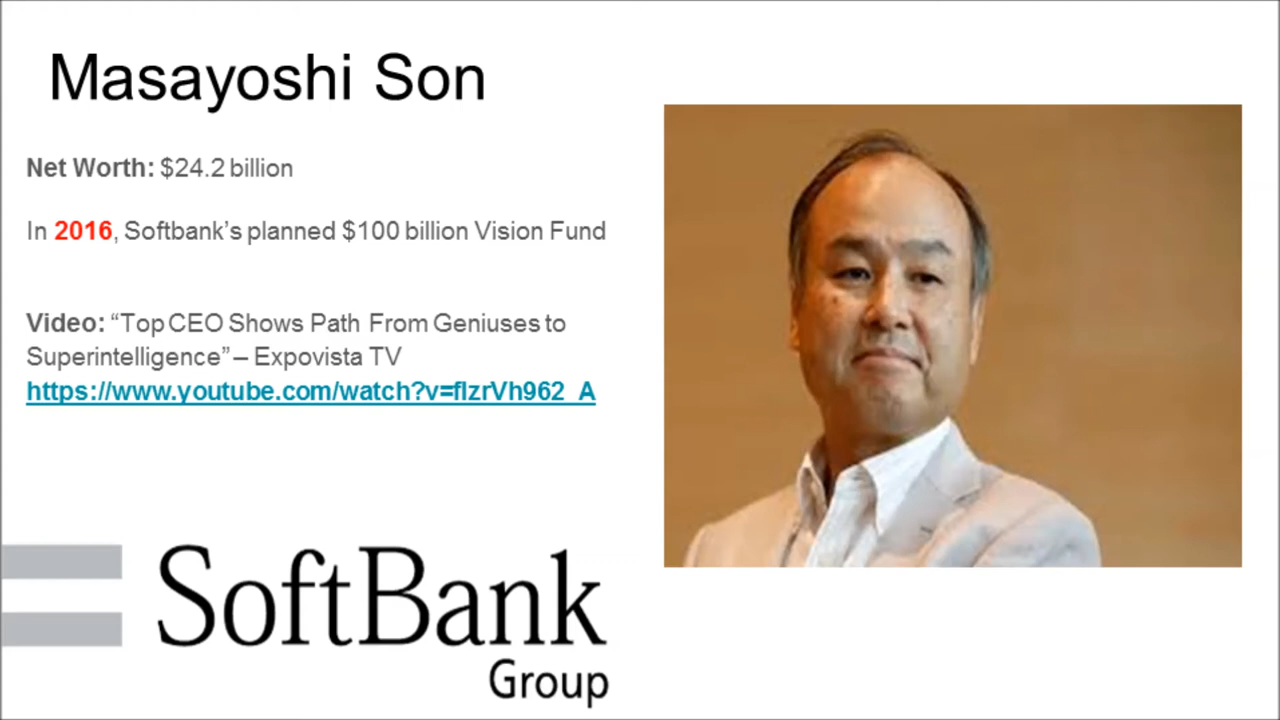 Masayoshi Son
Net Worth: $24.2 billion
In 2016, Softbank’s planned $100 billion Vision Fund
Video: “Top CEO Shows Path From Geniuses to
Superintelligence” – Expovista TV
https://www.youtube.com/watch?v=flzrVh962_A
SoftBank
Group